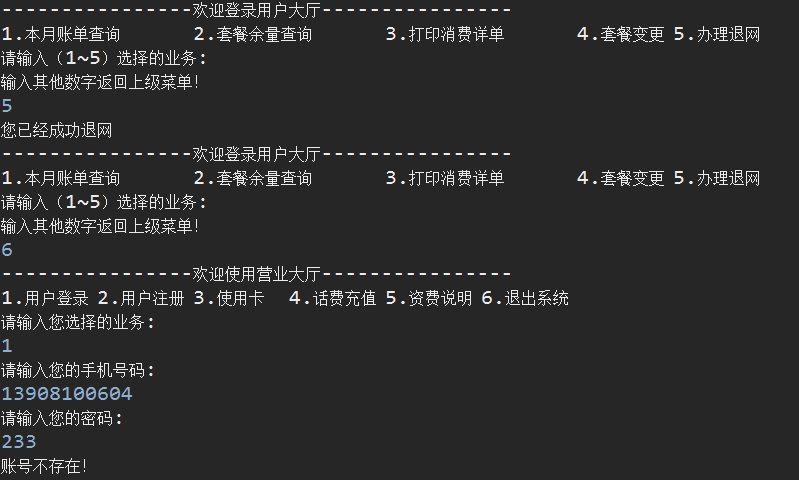 ----------------欢迎登录用户大厅----------------
1.本月账单查询 2.套餐余量查询 3.打印消费详单 4.套餐变更 5.办理退网
请输入（1~5）选择的业务:
输入其他数字返回上级菜单!
5
您已经成功退网
----------------欢迎登录用户大厅----------------
1.本月账单查询 2.套餐余量查询 3.打印消费详单 4.套餐变更 5.办理退网
请输入（1~5）选择的业务:
输入其他数字返回上级菜单!
6
----------------欢迎使用营业大厅----------------
1.用户登录 2.用户注册 3.使用卡 4.话费充值 5.资费说明 6.退出系统
请输入您选择的业务:
1
请输入您的手机号码:
13908100604
请输入您的密码:
233
账号不存在!